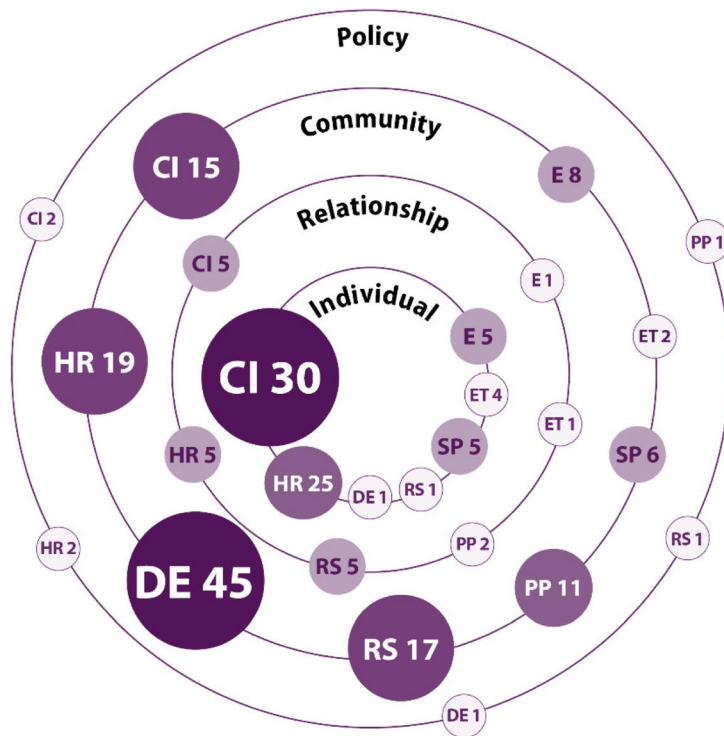 Policy
Community
CI 15
E 8
Relationship
CI 2
PP 1
CI 5
E 1
Individual
E 5
ET 2
HR 19
CI 30
ET 4
ET 1
HR 5
SP 5
SP 6
HR 25
DE 1
RS 1
HR 2
PP 2
RS 1
RS 5
DE 45
PP 11
RS 17
DE 1